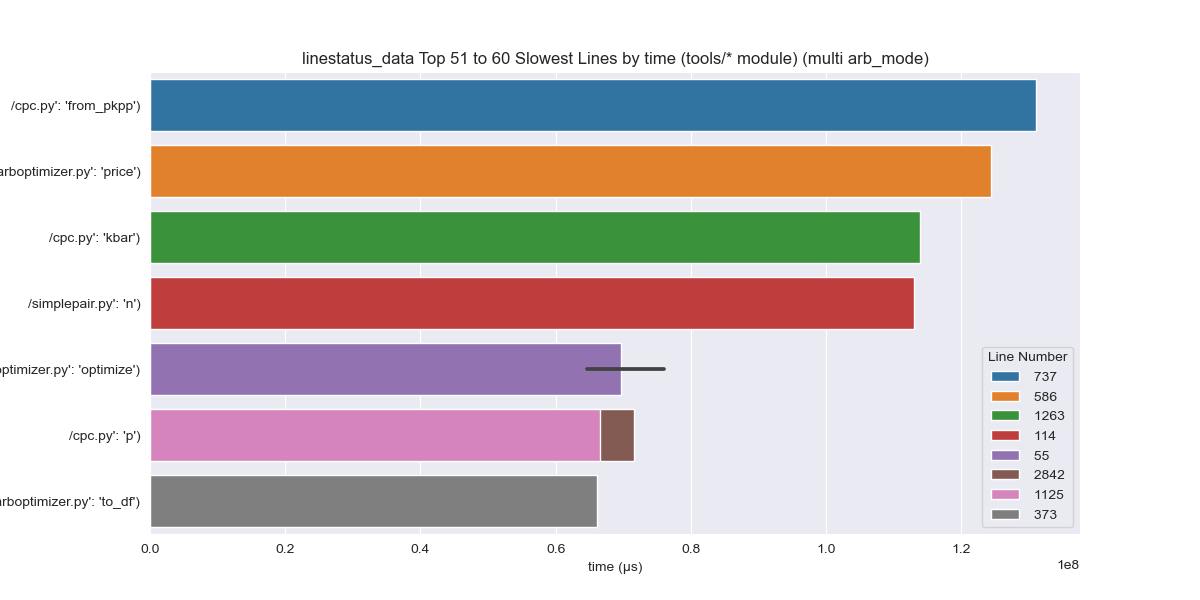 linestatus_data Top 51 to 60 Slowest Lines by time (tools/* module) (multi arb_mode)
/cpc.py': 'from_pkpp')
arboptimizer.py': 'price')
/cpc.py': 'kbar')
/simplepair.py': 'n')
optimizer.py': 'optimize')
/cpc.py': 'p')
arboptimizer.py': 'to_df')
Line Number
737
586
1263
114
55
2842
1125
373
0.0 0.2 0.4 0.6 0.8 1.0 1.2
1e8
time (µs)